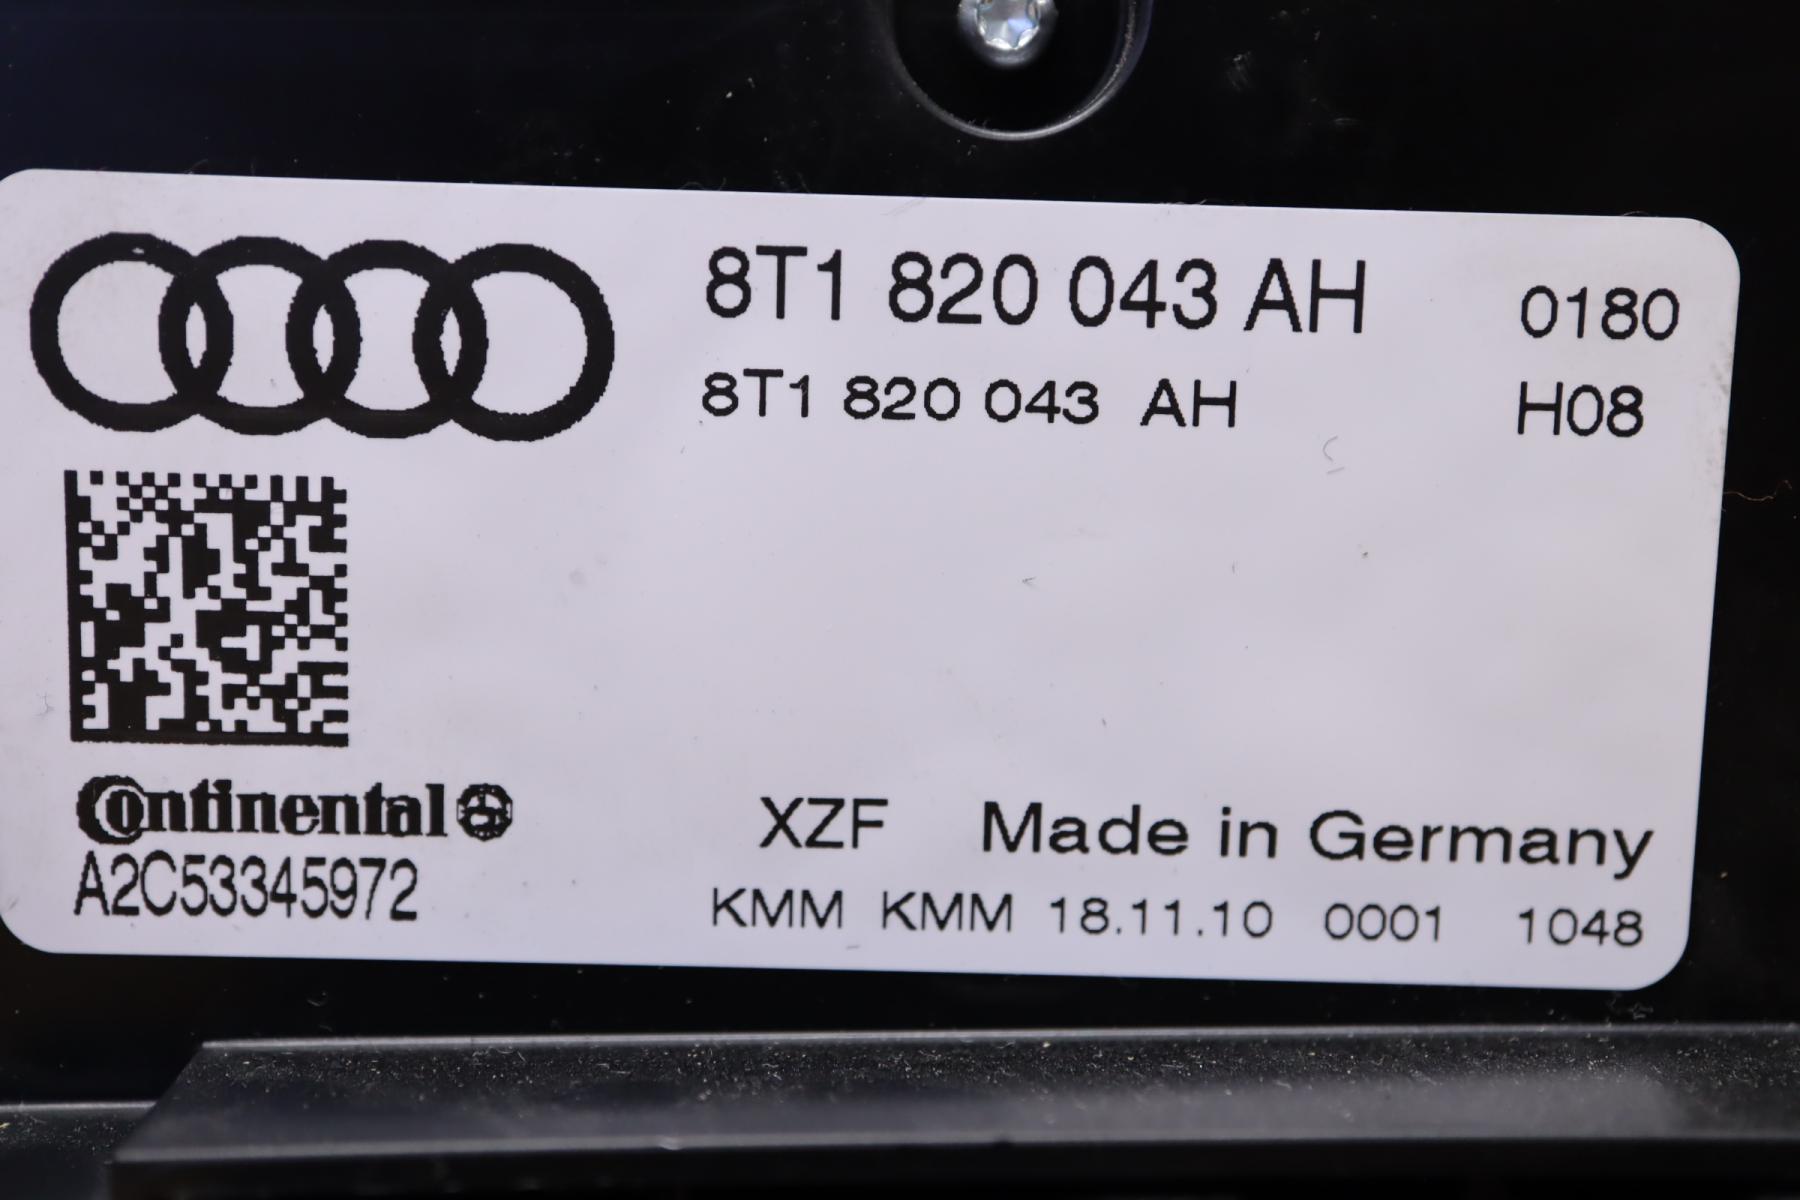 8T1 820 043 AH 0180
8T1 820 043 AH H08
Continental
A2C53345972
XZF Made in Germany
KMM KMM 18.11.10 0001 1048